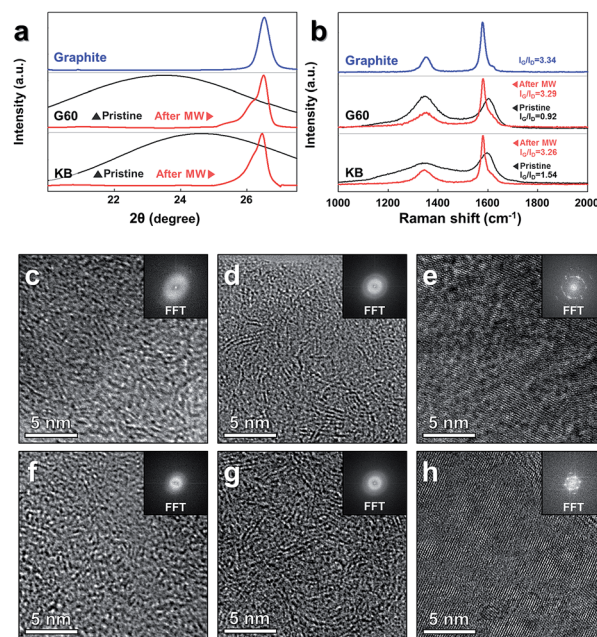 a
Intensity (a.u.)
Graphite
G60
▲Pristine
After MW▶
KB
▲Pristine
After MW▶
22
24
26
2θ (degree)
b
Intensity (a.u.)
Graphite
I_G/I_D=3.34
◀After MW
I_G/I_D=3.29
◀Pristine
I_G/I_D=0.92
G60
◀After MW
I_G/I_D=3.26
◀Pristine
I_G/I_D=1.54
KB
1000
1200
1400
1600
1800
2000
Raman shift (cm⁻¹)
c
FFT
5 nm
d
FFT
5 nm
e
FFT
5 nm
f
FFT
5 nm
g
FFT
5 nm
h
FFT
5 nm